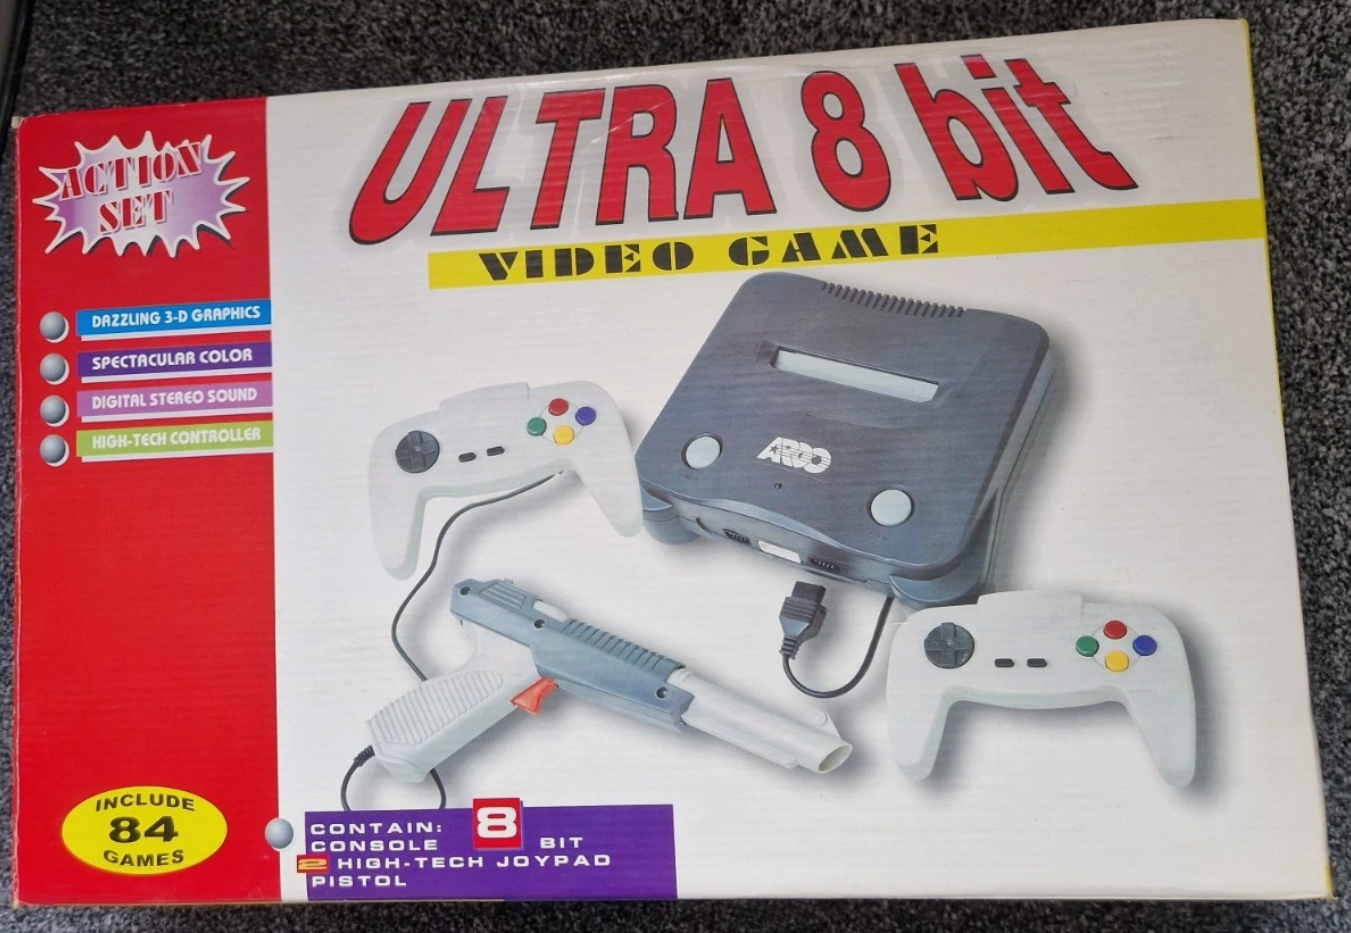 ULTRA 8 bit
VIDEO GAME
ACTION
SET
DAZZLING 3-D GRAPHICS
SPECTACULAR COLOR
DIGITAL STEREO SOUND
HIGH-TECH CONTROLLER
ARGO
INCLUDE
84
GAMES
CONTAIN:
CONSOLE 8 BIT
2 HIGH-TECH JOYPAD
PISTOL